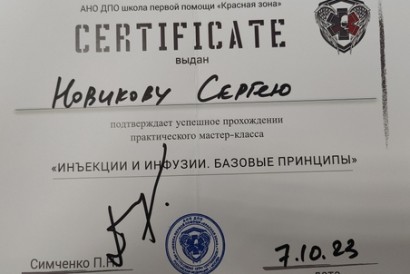 АНО ДПО школа первой помощи «Красная зона»
CERTIFICATE
выдан
Новикову Сергею
подтверждает успешное прохождении
практического мастер-класса
«ИНЪЕКЦИИ И ИНФУЗИИ. БАЗОВЫЕ ПРИНЦИПЫ»
Симченко П.
7.10.23
дата